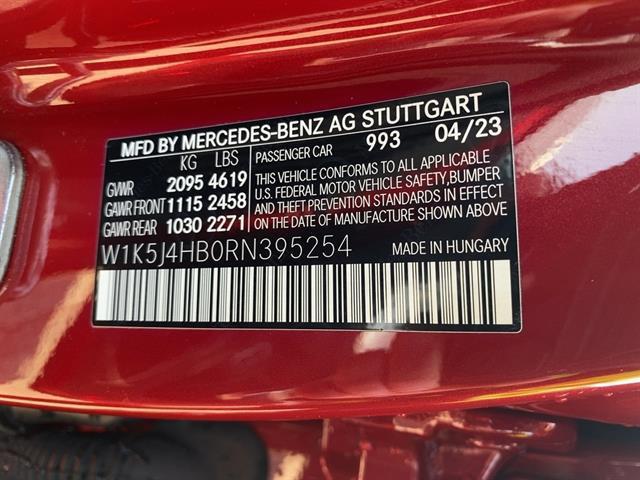 MFD BY MERCEDES-BENZ AG STUTTGART
KG LBS PASSENGER CAR 993 04/23
GVWR 2095 4619
GAWR FRONT 1115 2458
GAWR REAR 1030 2271
THIS VEHICLE CONFORMS TO ALL APPLICABLE
U.S. FEDERAL MOTOR VEHICLE SAFETY, BUMPER
AND THEFT PREVENTION STANDARDS IN EFFECT
ON THE DATE OF MANUFACTURE SHOWN ABOVE.
W1K5J4HB0RN395254 MADE IN HUNGARY